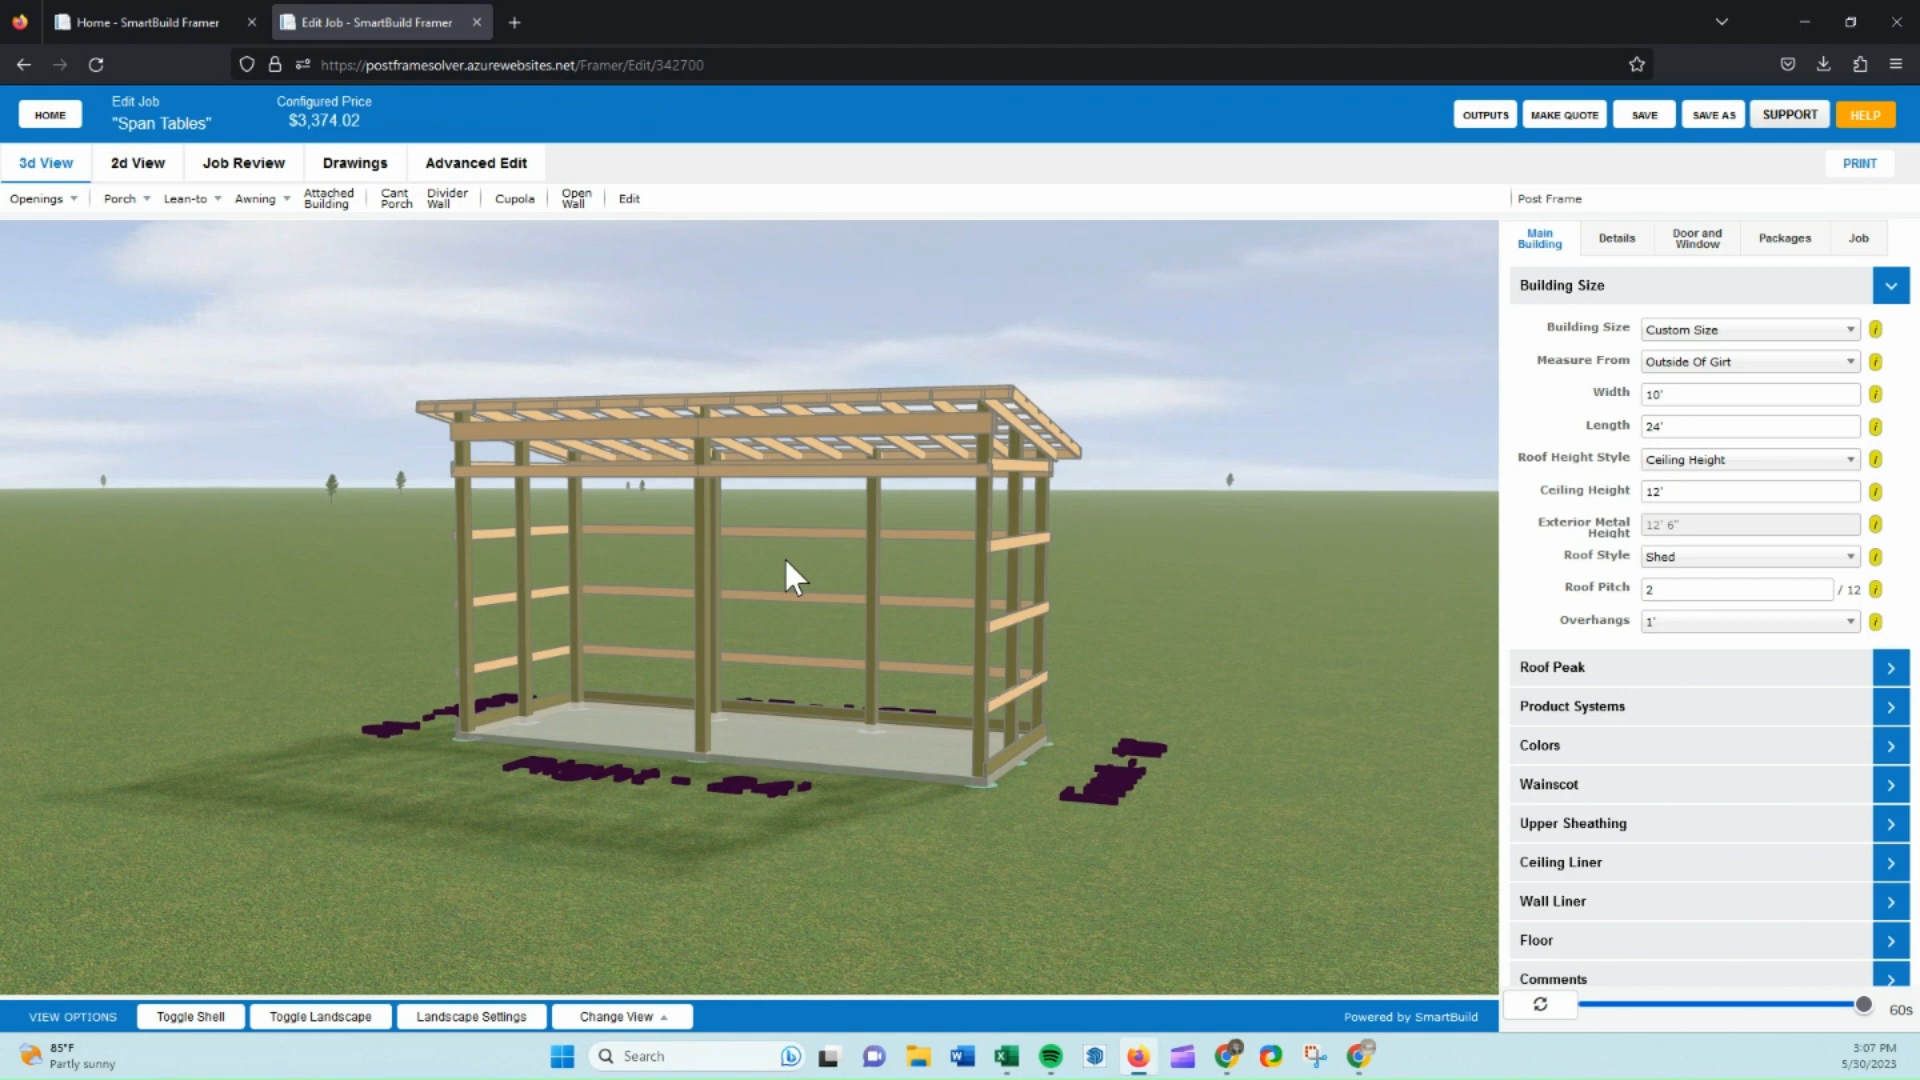 Home - SmartBuild Framer
Edit Job - SmartBuild Framer
https://postframesolver.azurewebsites.net/Framer/Edit/342700
HOME
Edit Job
"Span Tables"
Configured Price
$3,374.02
OUTPUTS
MAKE QUOTE
SAVE
SAVE AS
SUPPORT
HELP
3d View
2d View
Job Review
Drawings
Advanced Edit
PRINT
Openings
Porch
Lean-to
Awning
Attached
Building
Cant
Porch
Divider
Wall
Cupola
Open
Wall
Edit
Post Frame
Main
Building
Details
Door and
Window
Packages
Job
Building Size
Building Size
Custom Size
Measure From
Outside Of Girt
Width
10'
Length
24'
Roof Height Style
Ceiling Height
Ceiling Height
12'
Exterior Metal
Height
12' 6"
Roof Style
Shed
Roof Pitch
2
/ 12
Overhangs
1'
Roof Peak
Product Systems
Colors
Wainscot
Upper Sheathing
Ceiling Liner
Wall Liner
Floor
Comments
60s
VIEW OPTIONS
Toggle Shell
Toggle Landscape
Landscape Settings
Change View
Powered by SmartBuild
85°F
Partly sunny
Search
3:07 PM
5/30/2023